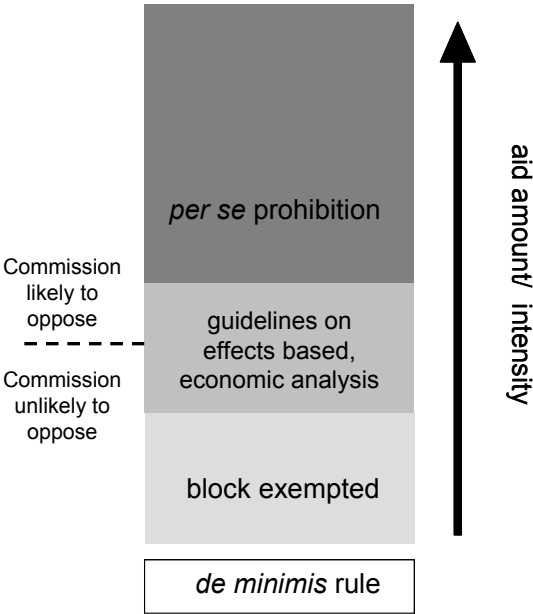 per se prohibition
Commission
likely to
oppose
guidelines on
effects based,
economic analysis
Commission
unlikely to
oppose
block exempted
de minimis rule
aid amount/ intensity